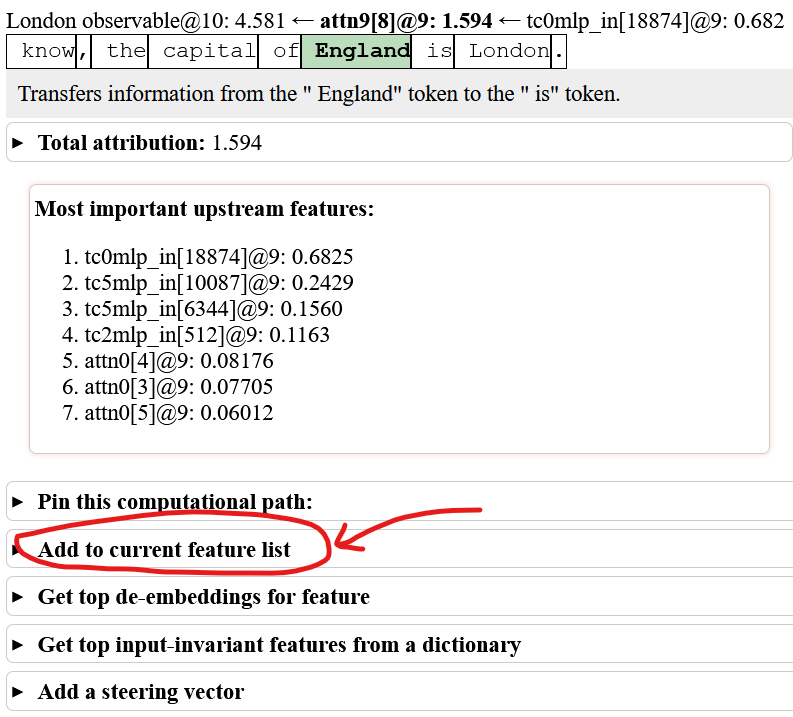 London observable@10: 4.581 ← attn9[8]@9: 1.594 ← tc0mlp_in[18874]@9: 0.682
know, the capital of England is London.
Transfers information from the " England" token to the " is" token.
► Total attribution: 1.594
Most important upstream features:
1. tc0mlp_in[18874]@9: 0.6825
2. tc5mlp_in[10087]@9: 0.2429
3. tc5mlp_in[6344]@9: 0.1560
4. tc2mlp_in[512]@9: 0.1163
5. attn0[4]@9: 0.08176
6. attn0[3]@9: 0.07705
7. attn0[5]@9: 0.06012
► Pin this computational path:
► Add to current feature list
► Get top de-embeddings for feature
► Get top input-invariant features from a dictionary
► Add a steering vector